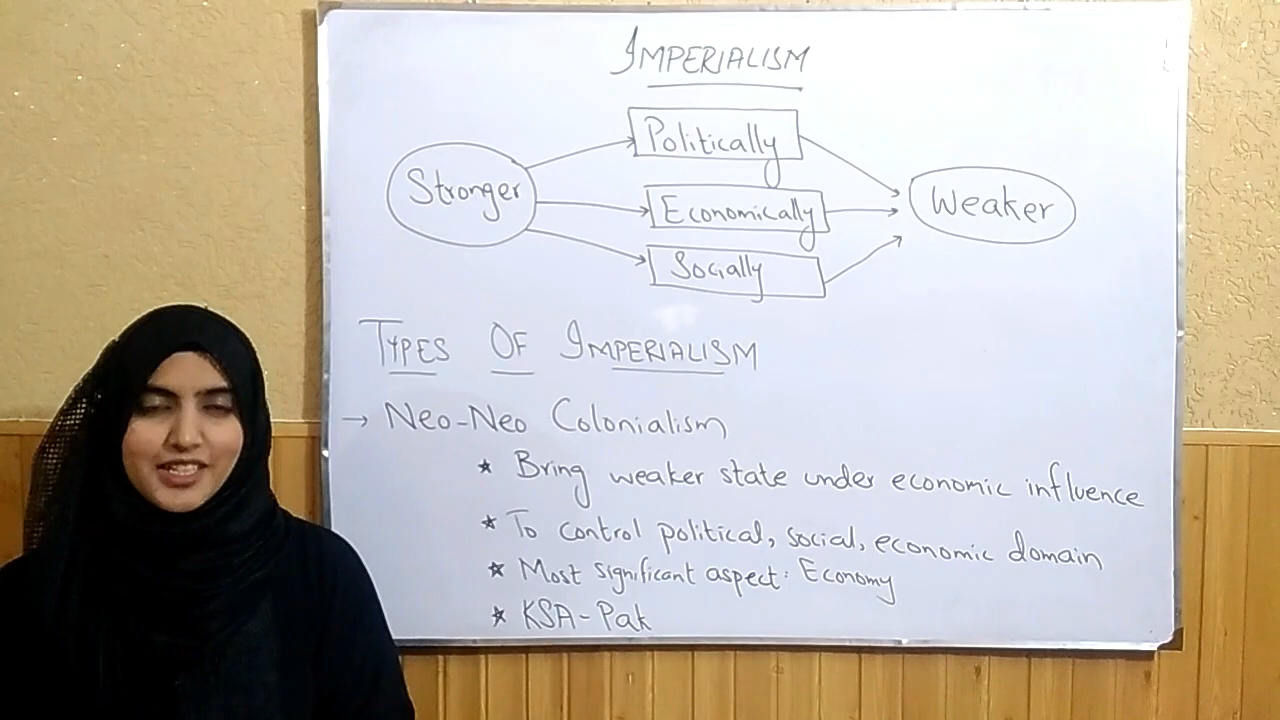 IMPERIALISM
Politically
Stronger
Economically
Weaker
Socially
TYPES OF IMPERIALISM
→ Neo-Neo Colonialism
* Bring weaker state under economic influence
* To control political, social, economic domain
* Most significant aspect: Economy
* KSA-Pak